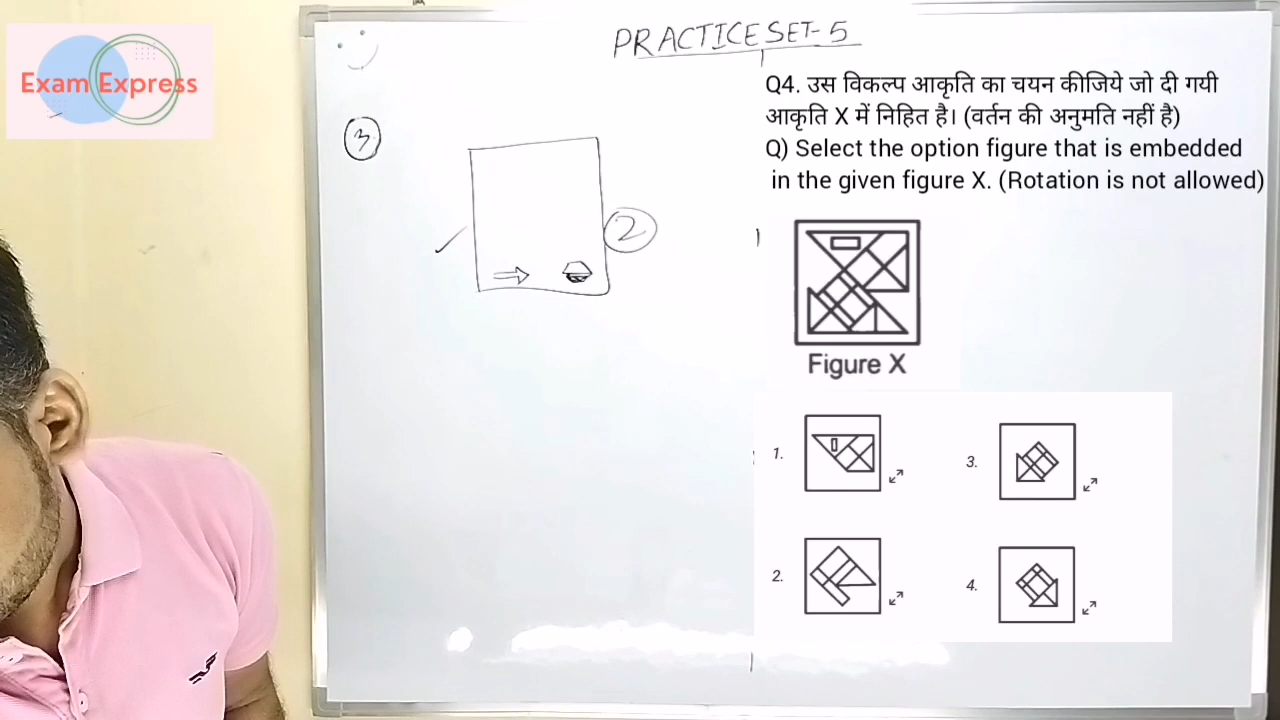 Exam Express
PRACTICE SET-5
3
2
Q4. उस विकल्प आकृति का चयन कीजिये जो दी गयी
आकृति X में निहित है। (वर्तन की अनुमति नहीं है)
Q) Select the option figure that is embedded
in the given figure X. (Rotation is not allowed)
Figure X
1.
3.
2.
4.